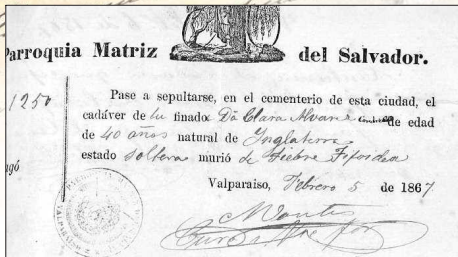 Parroquia Matriz del Salvador.
1250
Pase a sepultarse, en el cementerio de esta ciudad, el
cadáver de la finado Da Clara Alvare de edad
de 40 años natural de Inglaterra
estado soltera murió de Fiebre Tifoidea
Valparaiso, Febrero 5 de 1867